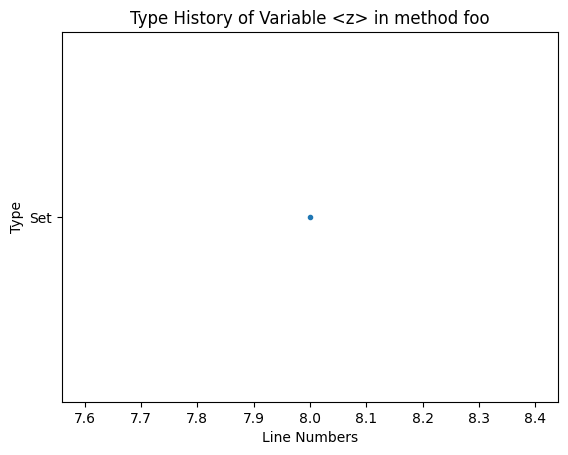 Type History of Variable <z> in method foo
Type
Set
7.6 7.7 7.8 7.9 8.0 8.1 8.2 8.3 8.4
Line Numbers